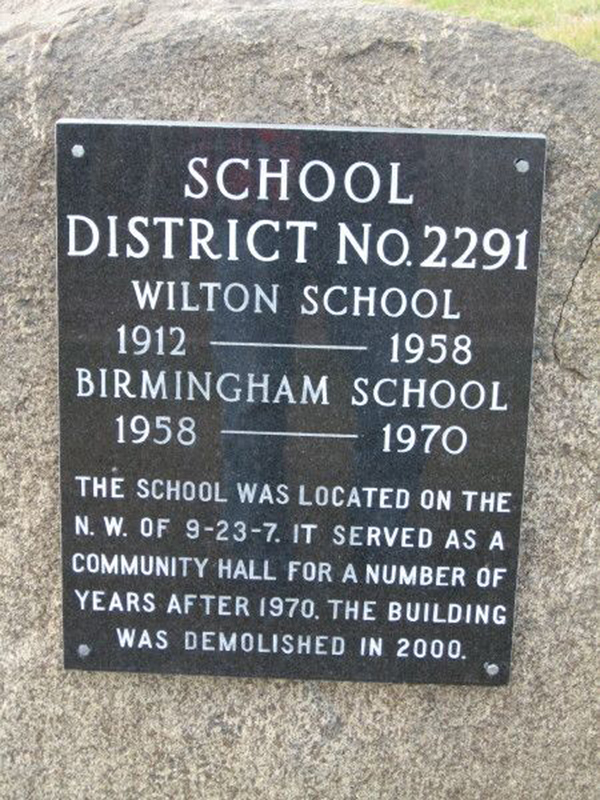 SCHOOL
DISTRICT NO. 2291
WILTON SCHOOL
1912 — 1958
BIRMINGHAM SCHOOL
1958 — 1970
THE SCHOOL WAS LOCATED ON THE
N. W. OF 9-23-7. IT SERVED AS A
COMMUNITY HALL FOR A NUMBER OF
YEARS AFTER 1970. THE BUILDING
WAS DEMOLISHED IN 2000.